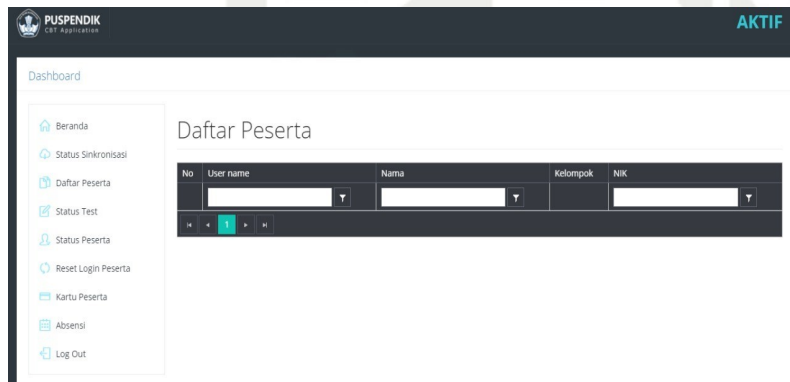 PUSPENDIK
CBT Application
AKTIF
Dashboard
Beranda
Status Sinkronisasi
Daftar Peserta
Status Test
Status Peserta
Reset Login Peserta
Kartu Peserta
Absensi
Log Out
Daftar Peserta
No User name Nama Kelompok NIK
1